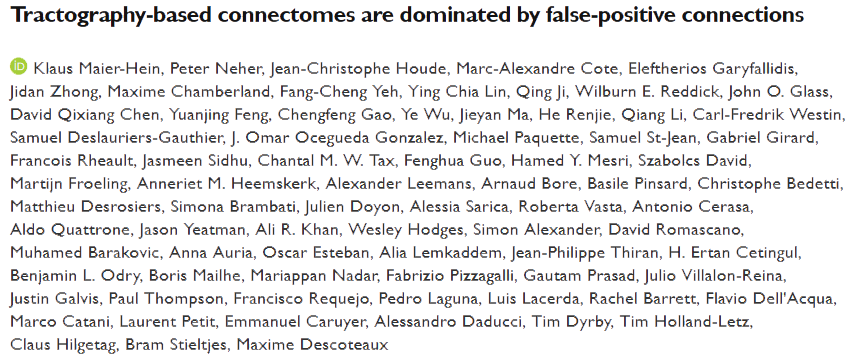 Tractography-based connectomes are dominated by false-positive connections
iD Klaus Maier-Hein, Peter Neher, Jean-Christophe Houde, Marc-Alexandre Cote, Eleftherios Garyfallidis,
Jidan Zhong, Maxime Chamberland, Fang-Cheng Yeh, Ying Chia Lin, Qing Ji, Wilburn E. Reddick, John O. Glass,
David Qixiang Chen, Yuanjing Feng, Chengfeng Gao, Ye Wu, Jieyan Ma, He Renjie, Qiang Li, Carl-Fredrik Westin,
Samuel Deslauriers-Gauthier, J. Omar Ocegueda Gonzalez, Michael Paquette, Samuel St-Jean, Gabriel Girard,
Francois Rheault, Jasmeen Sidhu, Chantal M. W. Tax, Fenghua Guo, Hamed Y. Mesri, Szabolcs David,
Martijn Froeling, Anneriet M. Heemskerk, Alexander Leemans, Arnaud Bore, Basile Pinsard, Christophe Bedetti,
Matthieu Desrosiers, Simona Brambati, Julien Doyon, Alessia Sarica, Roberta Vasta, Antonio Cerasa,
Aldo Quattrone, Jason Yeatman, Ali R. Khan, Wesley Hodges, Simon Alexander, David Romascano,
Muhamed Barakovic, Anna Auria, Oscar Esteban, Alia Lemkaddem, Jean-Philippe Thiran, H. Ertan Cetingul,
Benjamin L. Odry, Boris Mailhe, Mariappan Nadar, Fabrizio Pizzagalli, Gautam Prasad, Julio Villalon-Reina,
Justin Galvis, Paul Thompson, Francisco Requejo, Pedro Laguna, Luis Lacerda, Rachel Barrett, Flavio Dell'Acqua,
Marco Catani, Laurent Petit, Emmanuel Caruyer, Alessandro Daducci, Tim Dyrby, Tim Holland-Letz,
Claus Hilgetag, Bram Stieltjes, Maxime Descoteaux